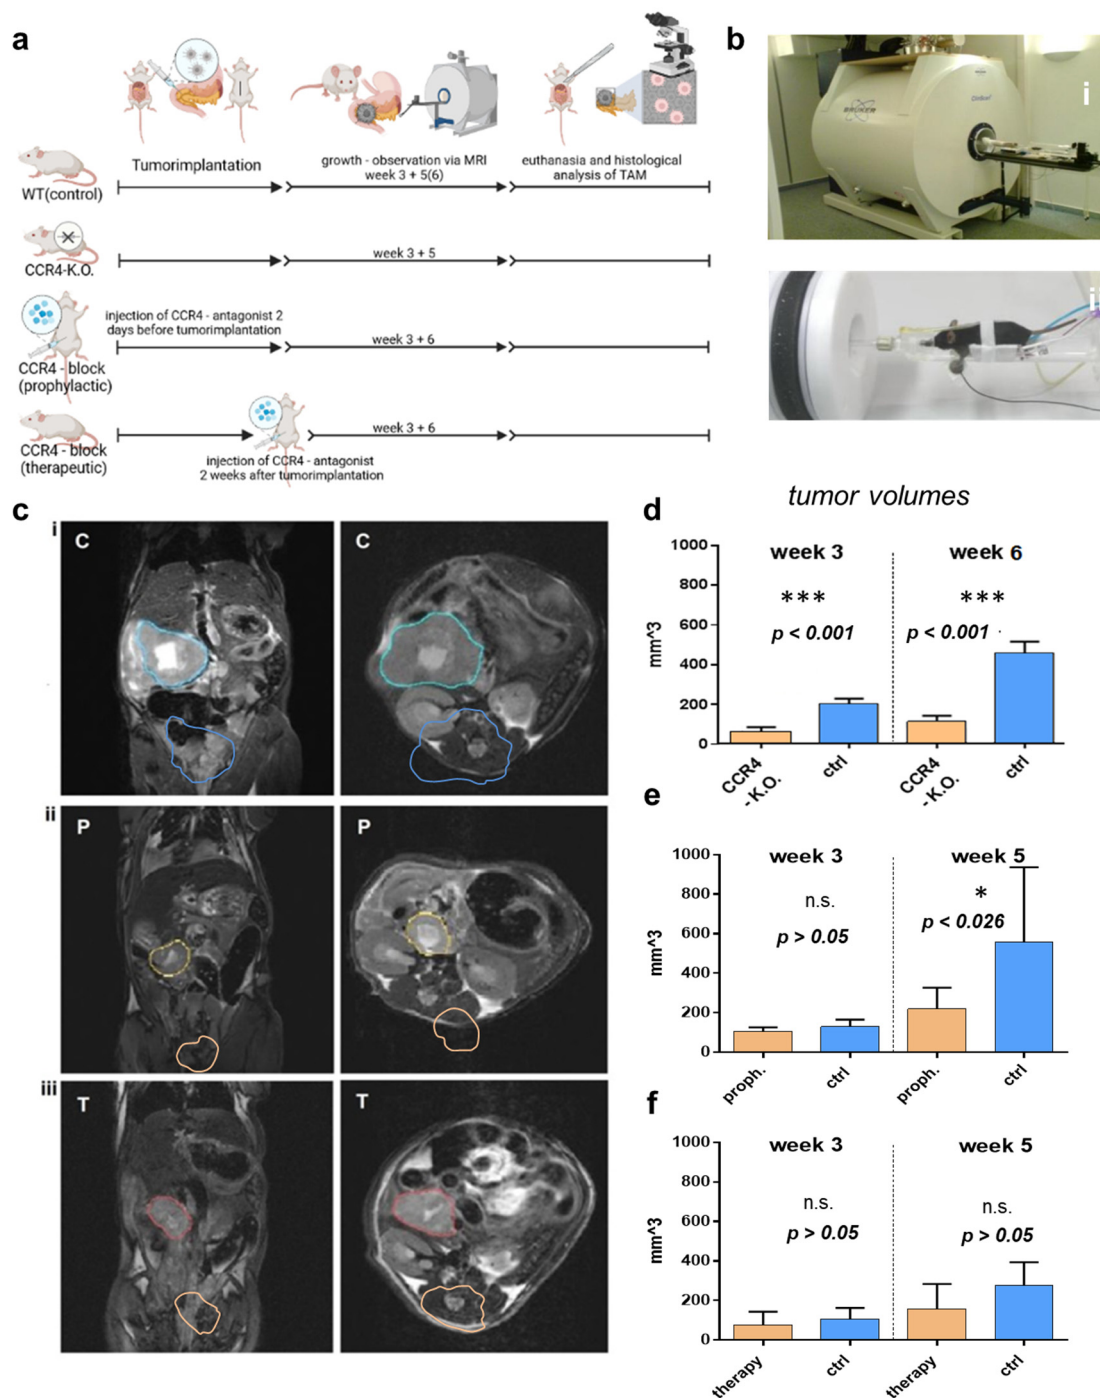 a
Tumorimplantation
growth - observation via MRI
week 3 + 5(6)
euthanasia and histological
analysis of TAM
WT(control)
CCR4-K.O.
week 3 + 5
injection of CCR4 - antagonist 2
days before tumorimplantation
week 3 + 6
CCR4 - block
(prophylactic)
week 3 + 6
CCR4 - block
(therapeutic)
injection of CCR4 - antagonist
2 weeks after tumorimplantation
b
i
BRUKER
c
i
C
C
ii
P
P
iii
T
T
tumor volumes
d
week 3
week 6
***
***
p < 0.001
p < 0.001
mm^3
1000
800
600
400
200
0
CCR4
- K.O.
ctrl
CCR4
- K.O.
ctrl
e
week 3
week 5
n.s.
*
p > 0.05
p < 0.026
mm^3
1000
800
600
400
200
0
proph.
ctrl
proph.
ctrl
f
week 3
week 5
n.s.
n.s.
p > 0.05
p > 0.05
mm^3
1000
800
600
400
200
0
therapy
ctrl
therapy
ctrl